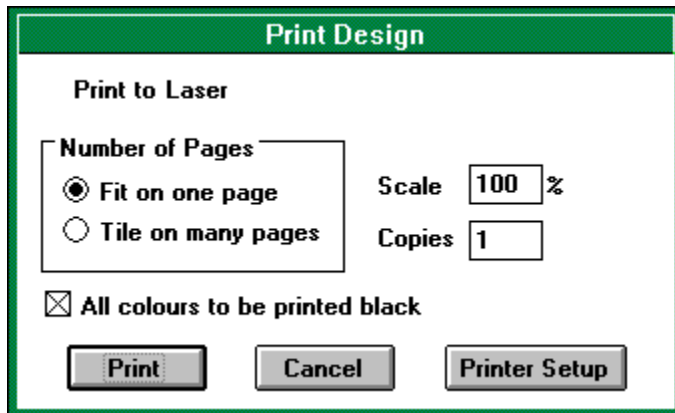 Print Design
Print to Laser
Number of Pages
Fit on one page
Tile on many pages
Scale 100 %
Copies 1
All colours to be printed black
Print Cancel Printer Setup